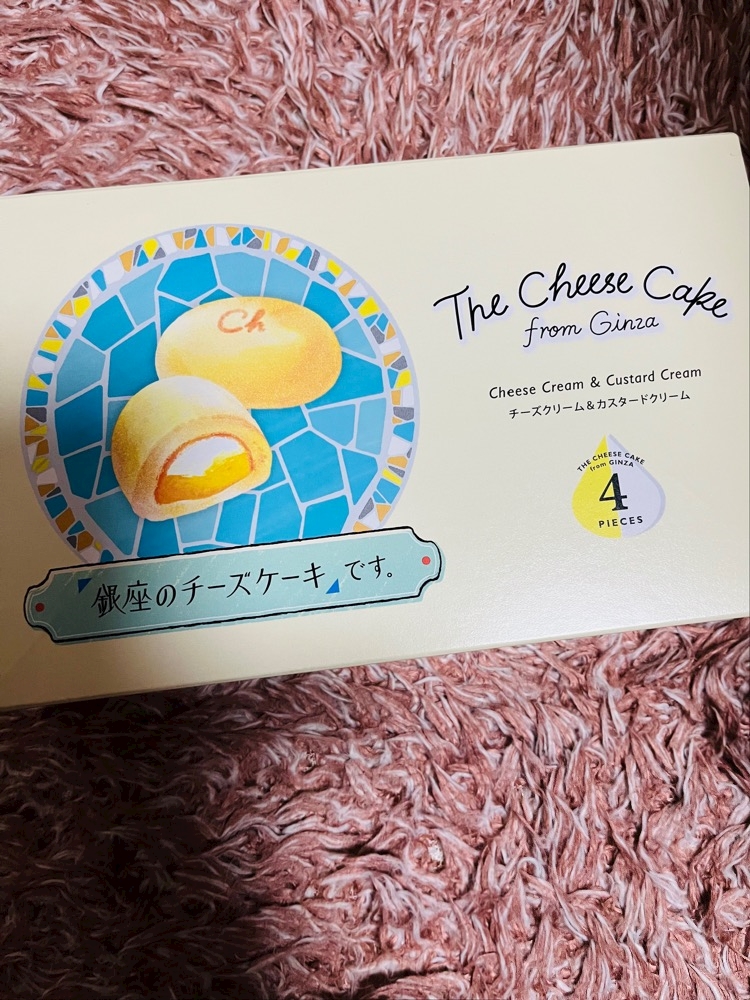 Ch
「銀座のチーズケーキ」です。
The Cheese Cake
from Ginza
Cheese Cream & Custard Cream
チーズクリーム&カスタードクリーム
THE CHEESE CAKE
from GINZA
4
PIECES